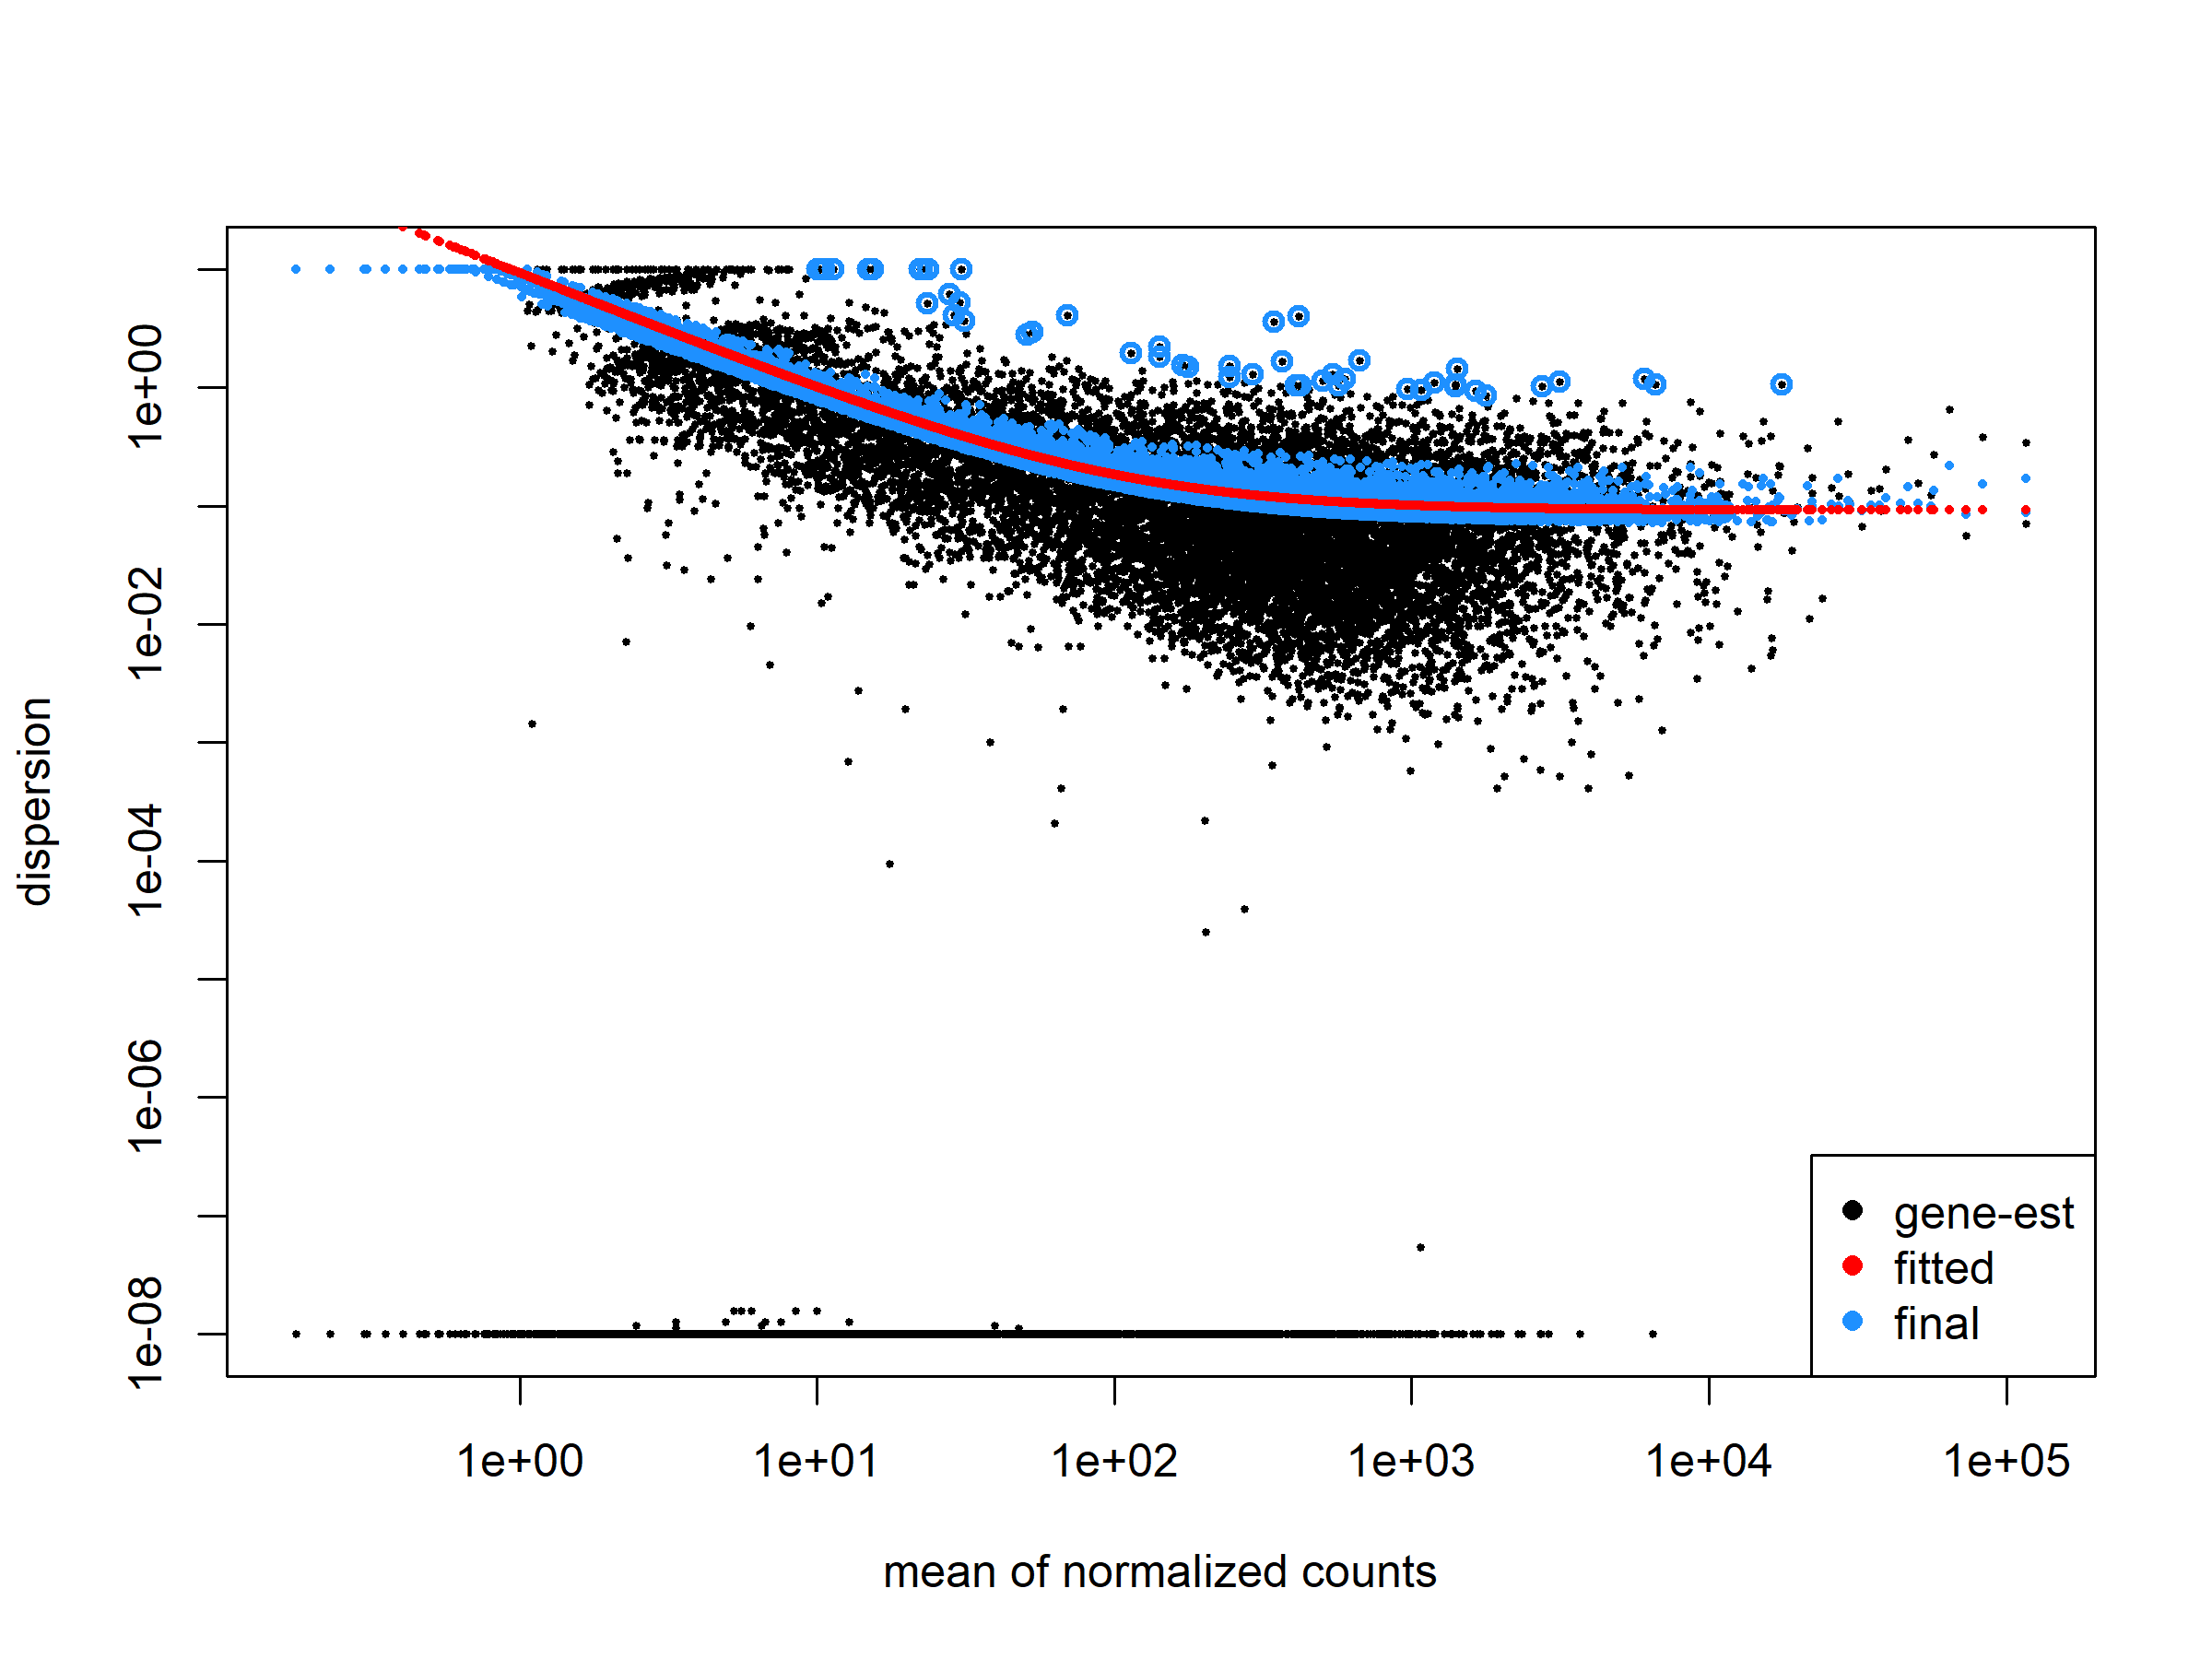 dispersion
1e+00
1e-02
1e-04
1e-06
1e-08
gene-est
fitted
final
1e+00 1e+01 1e+02 1e+03 1e+04 1e+05
mean of normalized counts